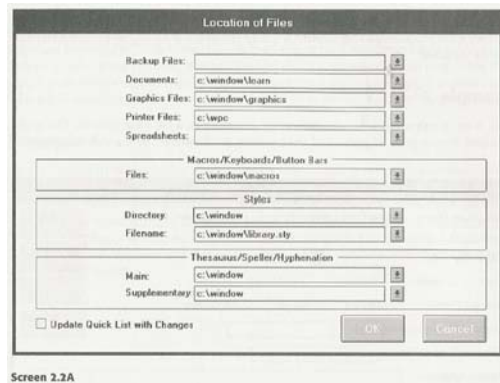 Location of Files
Backup Files:
Documents: c:\window\learn
Graphics Files: c:\window\graphics
Printer Files: c:\wpc
Spreadsheets:
Macros/Keyboards/Button Bars
Files: c:\window\macros
Styles
Directory: c:\window
Filename: c:\window\library.sty
Thesaurus/Speller/Hyphenation
Main: c:\window
Supplementary c:\window
Update Quick List with Changes
OK Cancel
Screen 2.2A